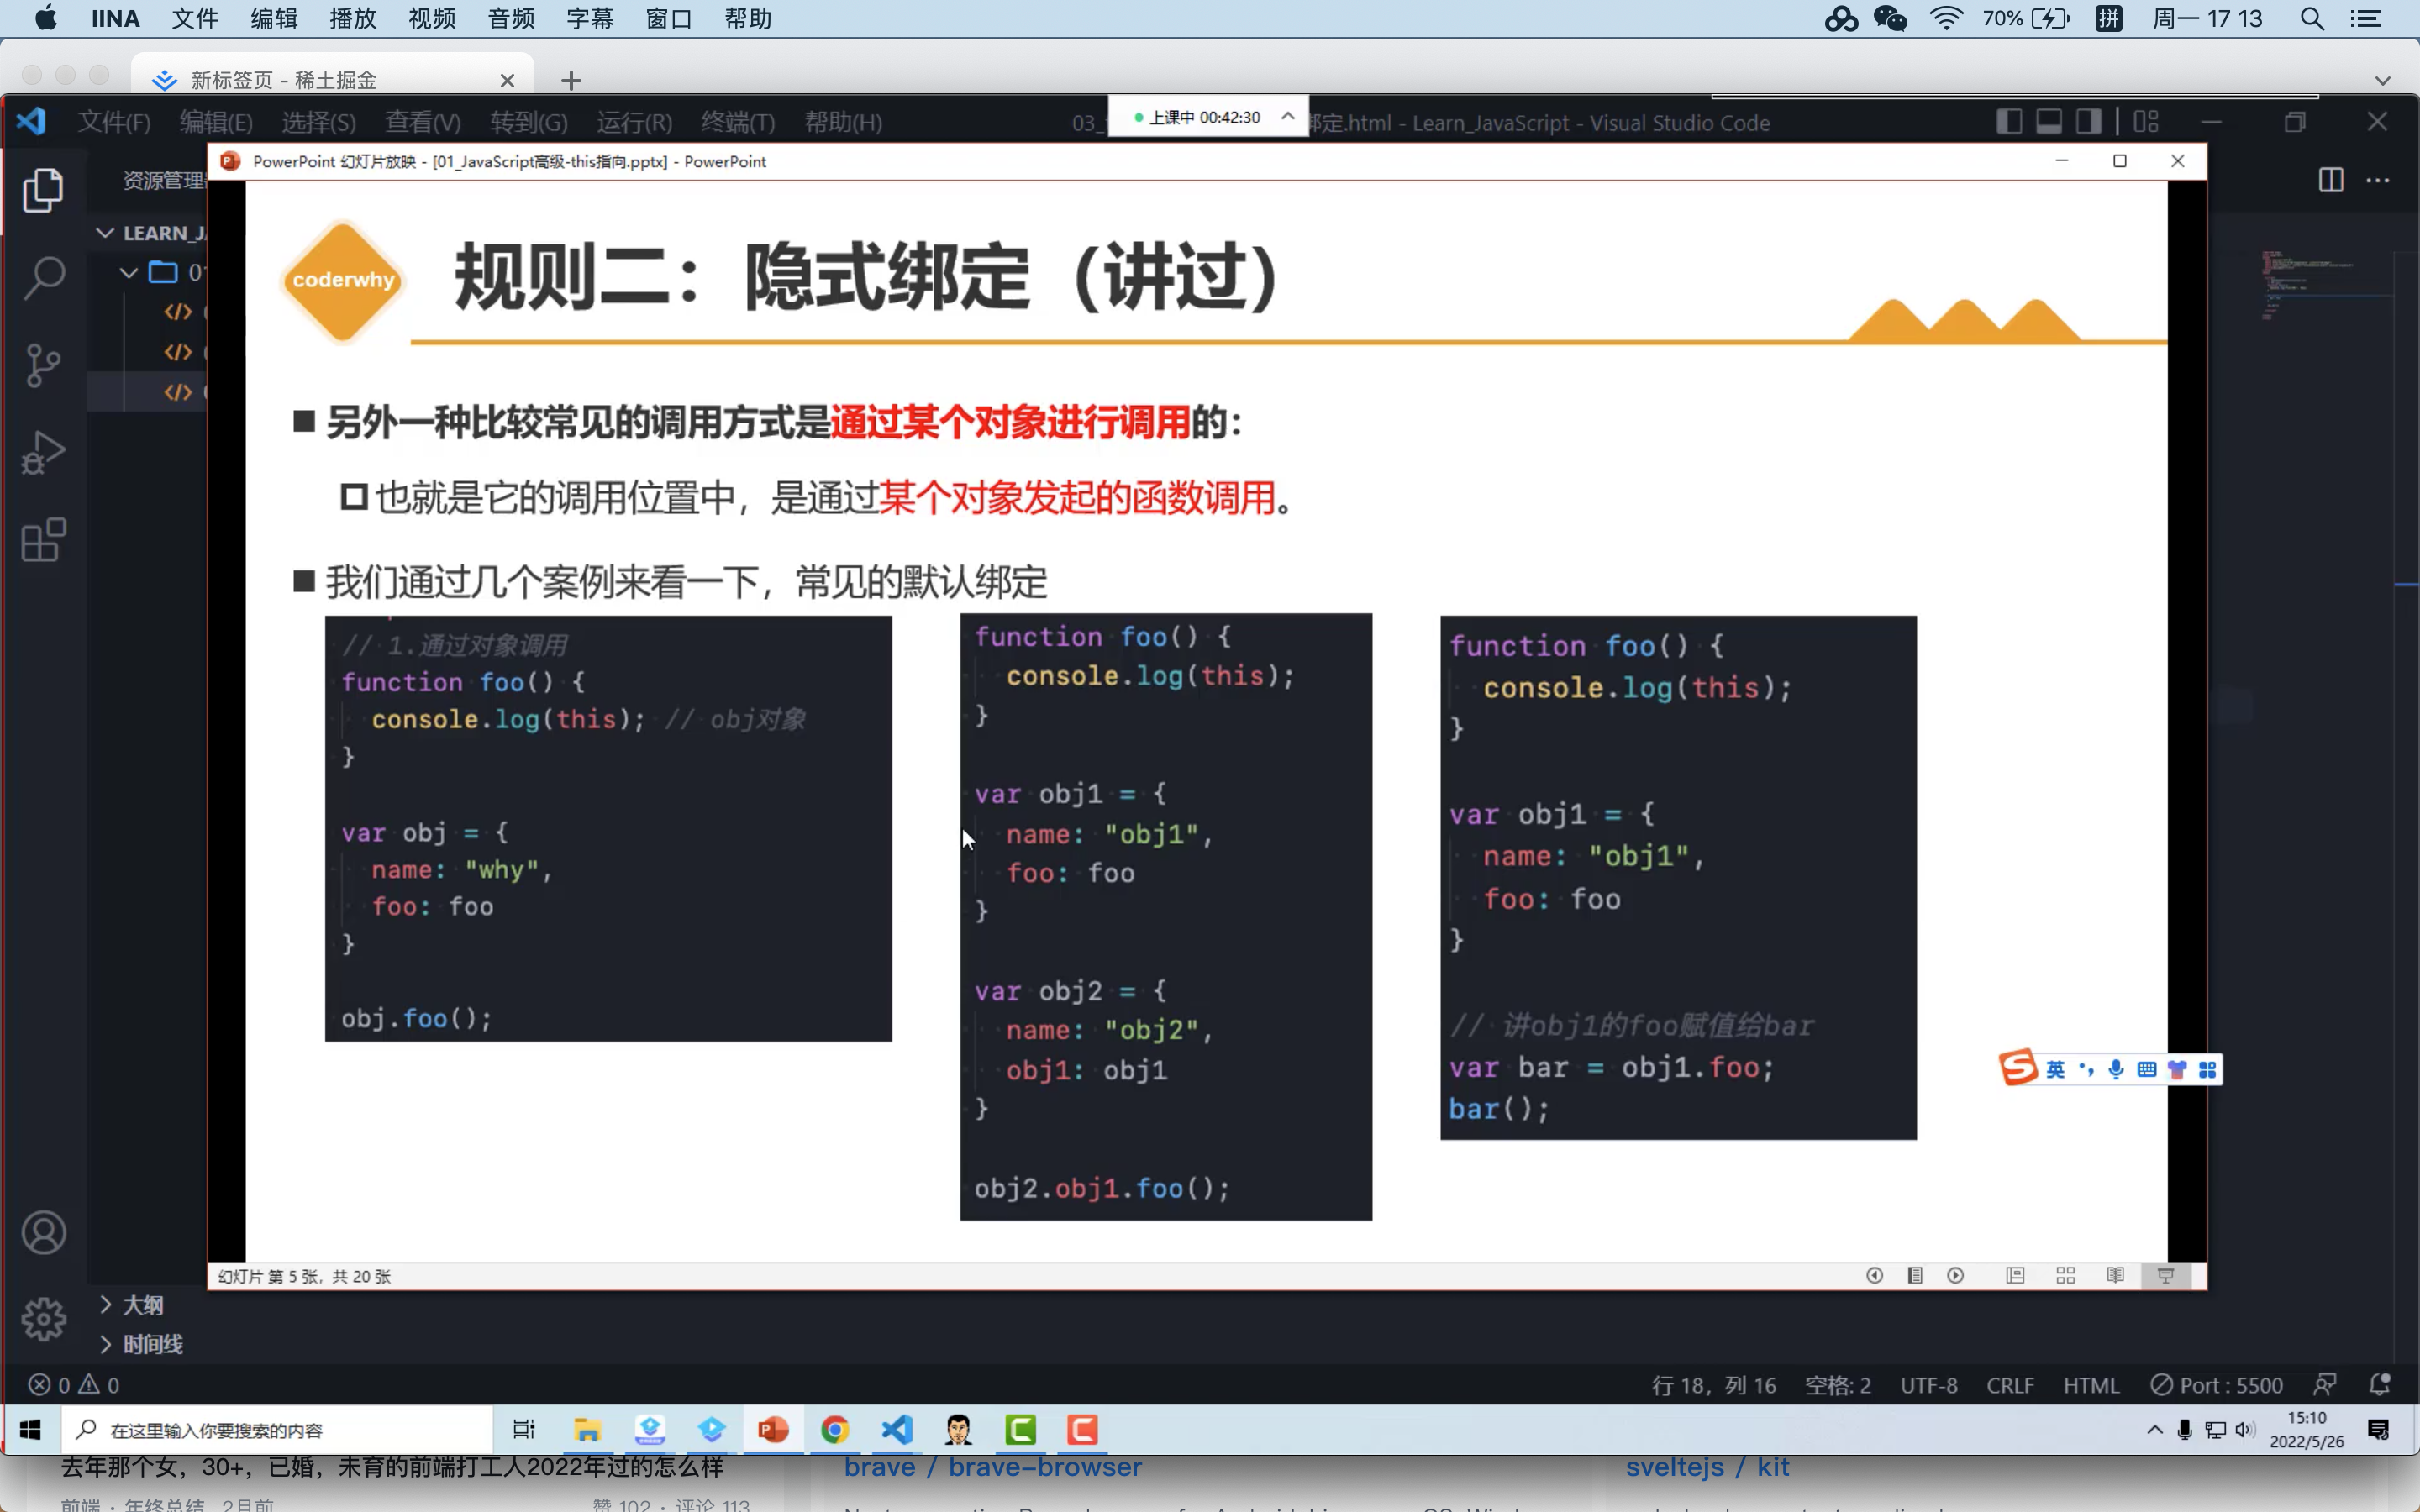 IINA 文件 编辑 播放 视频 音频 字幕 窗口 帮助 70% 拼 周一 17 13
新标签页 - 稀土掘金
文件(F) 编辑(E) 选择(S) 查看(V) 转到(G) 运行(R) 终端(T) 帮助(H) 03_ 上课中 00:42:30 绑定.html - Learn_JavaScript - Visual Studio Code
PowerPoint 幻灯片放映 - [01_JavaScript高级-this指向.pptx] - PowerPoint
资源管理
LEARN_JA
coderwhy
规则二：隐式绑定（讲过）
另外一种比较常见的调用方式是通过某个对象进行调用的：
也就是它的调用位置中，是通过某个对象发起的函数调用。
我们通过几个案例来看一下，常见的默认绑定
// 1.通过对象调用
function foo() {
console.log(this); // obj对象
}
var obj = {
name: "why",
foo: foo
}
obj.foo();
function foo() {
console.log(this);
}
var obj1 = {
name: "obj1",
foo: foo
}
var obj2 = {
name: "obj2",
obj1: obj1
}
obj2.obj1.foo();
function foo() {
console.log(this);
}
var obj1 = {
name: "obj1",
foo: foo
}
// 讲obj1的foo赋值给bar
var bar = obj1.foo;
bar();
英
幻灯片 第 5 张，共 20 张
大纲
时间线
0 0 行 18，列 16 空格: 2 UTF-8 CRLF HTML Port : 5500
在这里输入你要搜索的内容
15:10
2022/5/26
去年那个女，30+，已婚，未育的前端打工人2022年过的怎么样
brave / brave-browser
sveltejs / kit
前端 · 年终总结 2月前 赞 102 · 评论 113